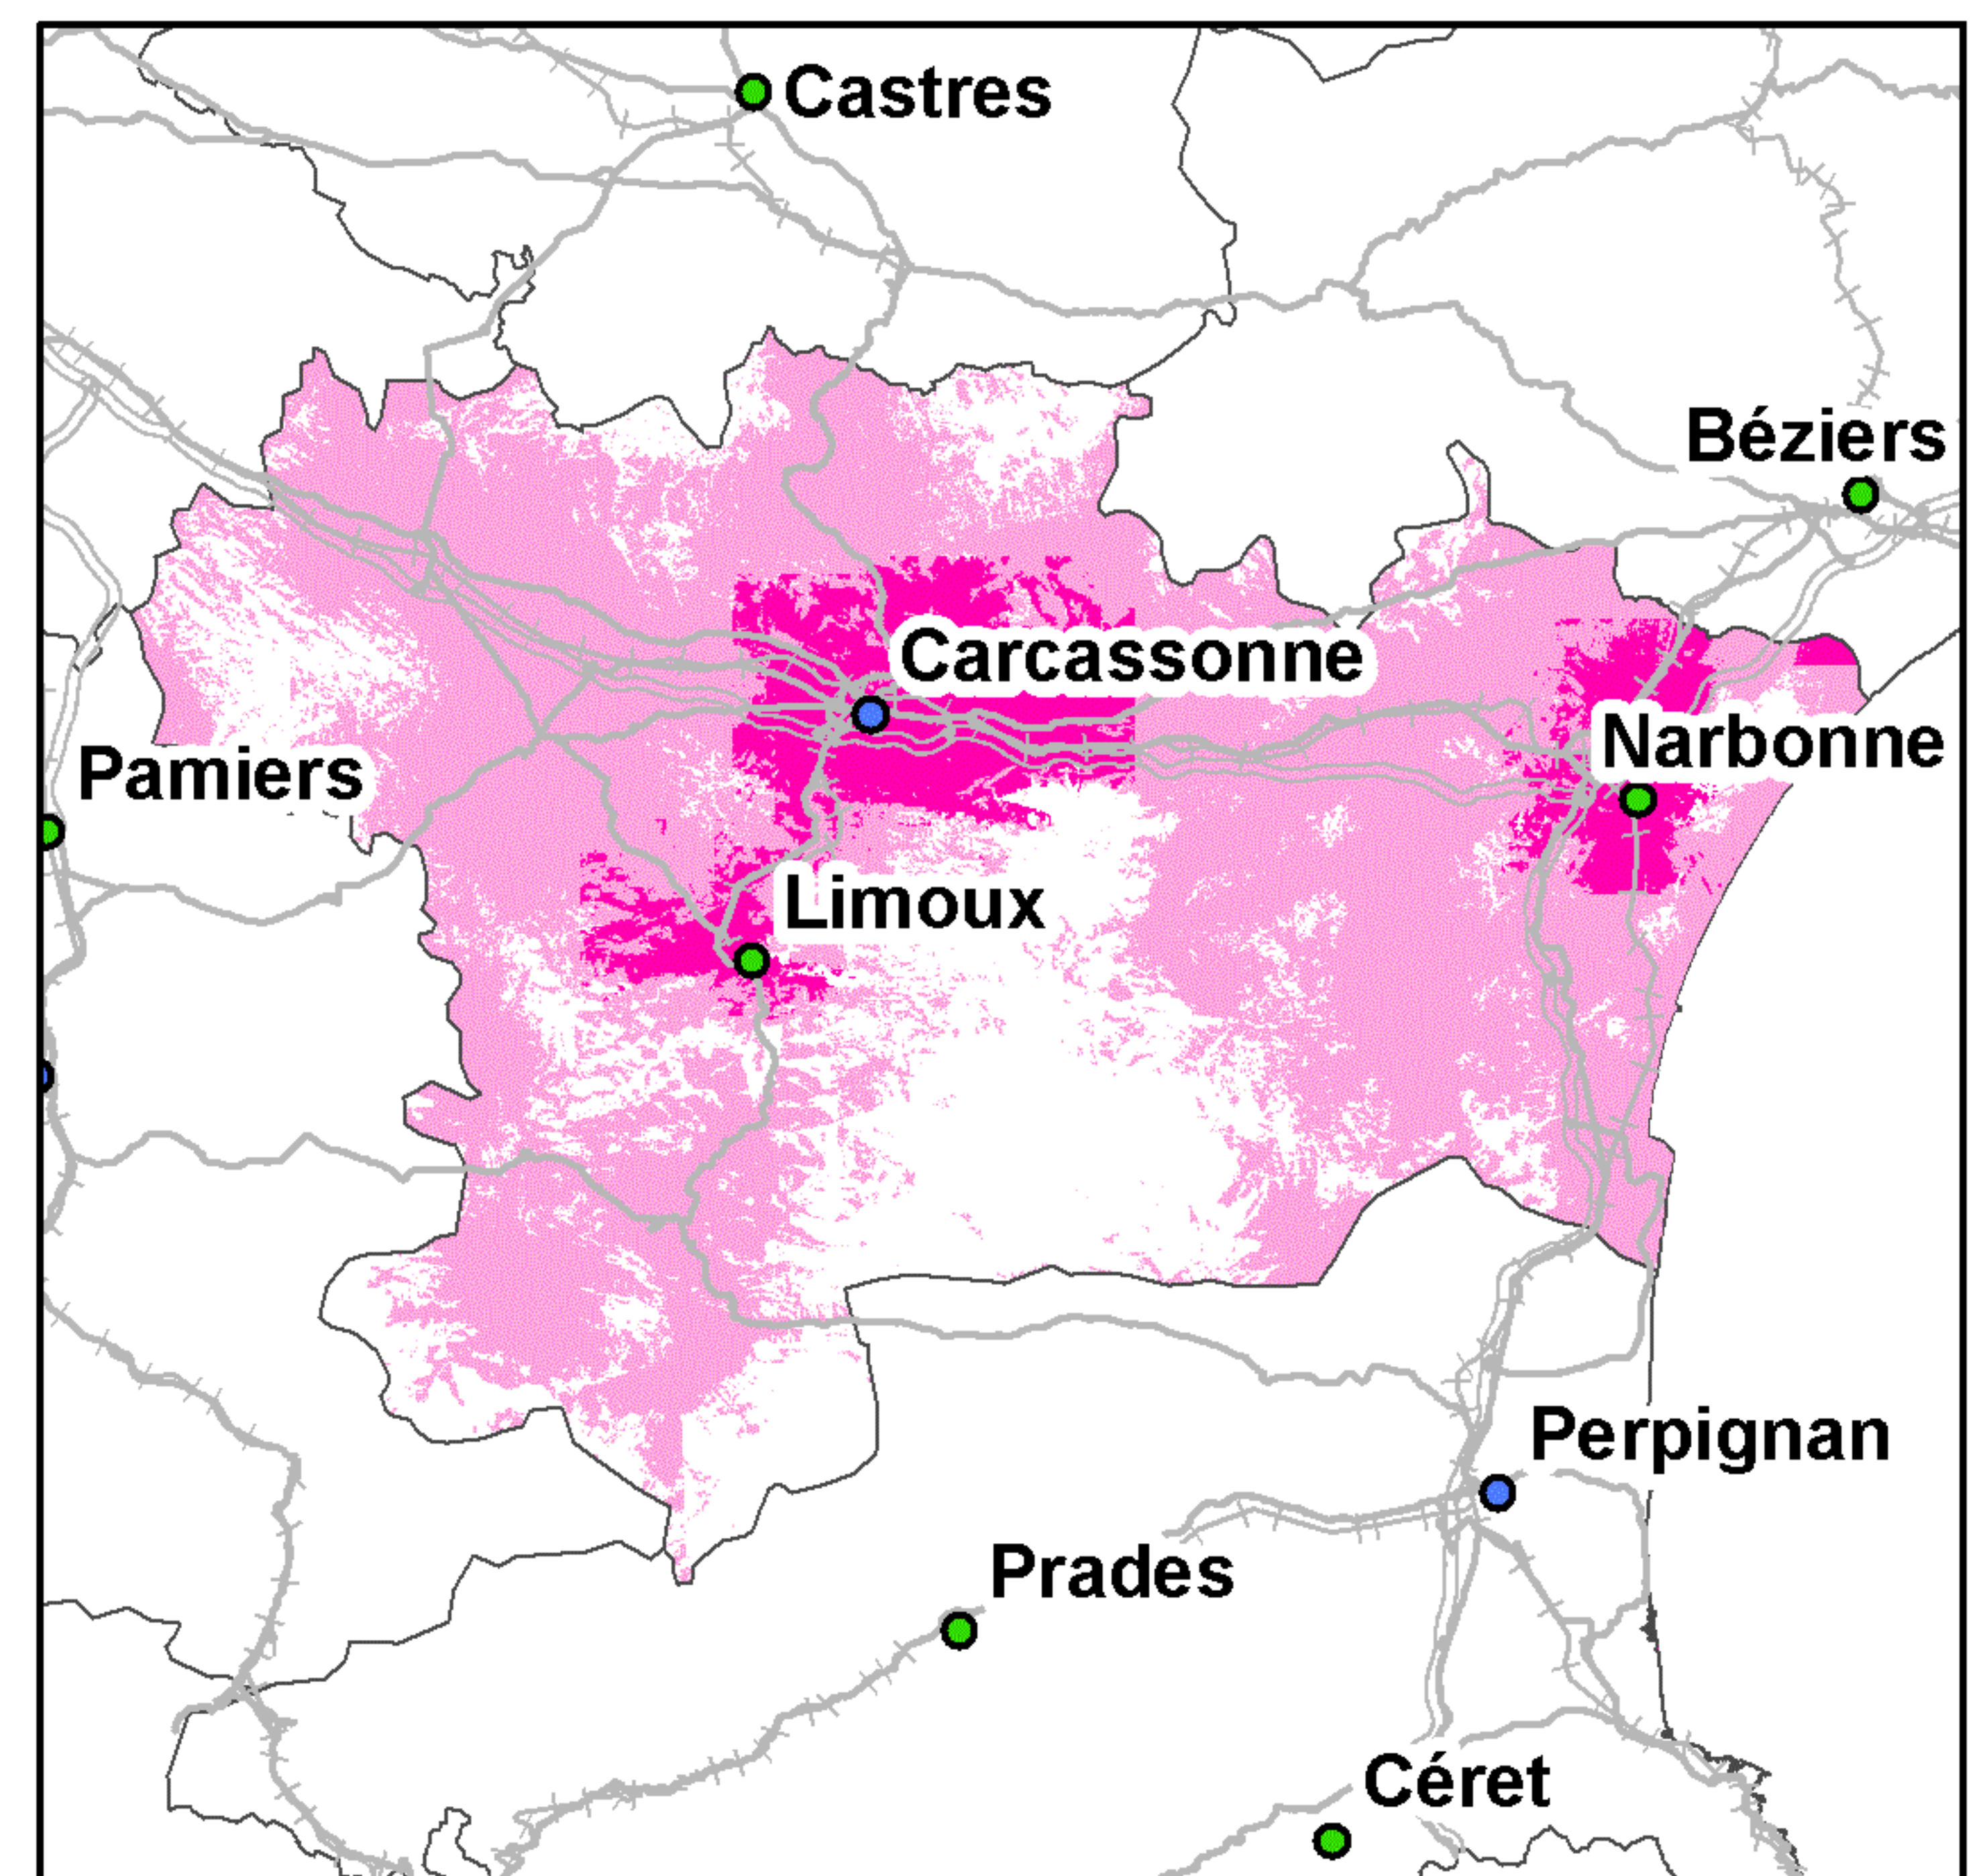 Castres
Béziers
Carcassonne
Narbonne
Pamiers
Limoux
Perpignan
Prades
Céret